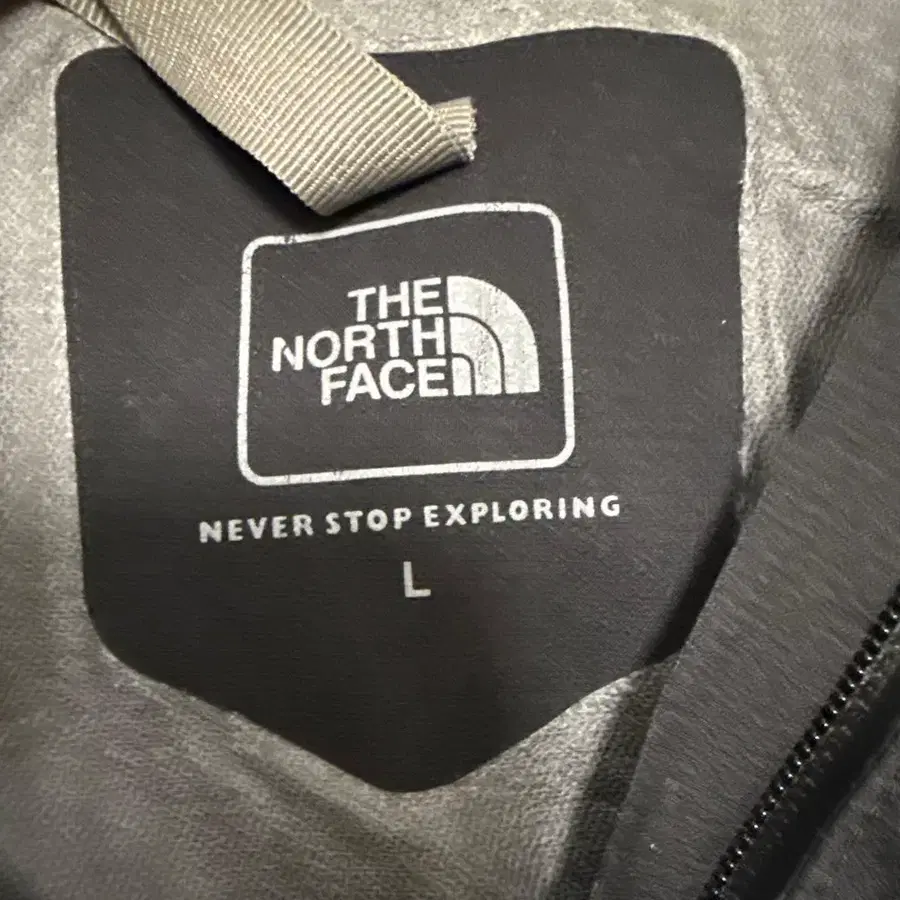 THE
NORTH
FACE
NEVER STOP EXPLORING
L